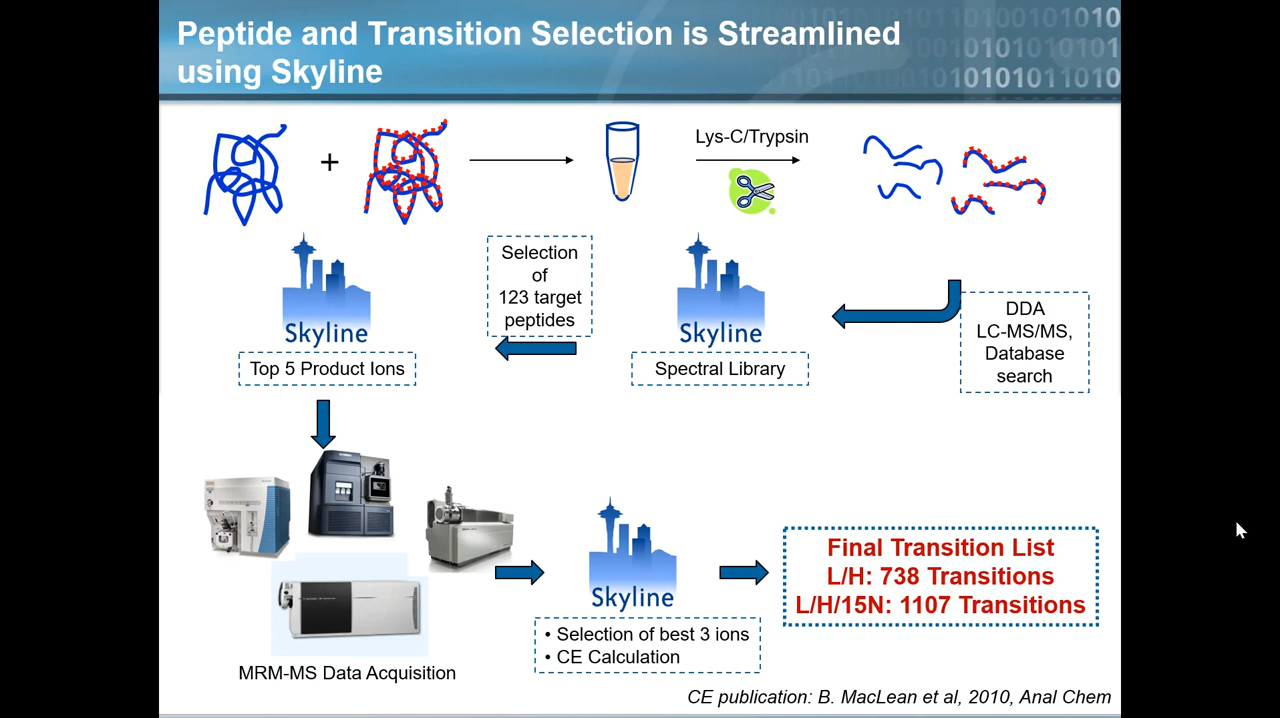 Peptide and Transition Selection is Streamlined
using Skyline
+
Lys-C/Trypsin
Selection
of
123 target
peptides
DDA
LC-MS/MS,
Database
search
Skyline
Skyline
Top 5 Product Ions
Spectral Library
Final Transition List
L/H: 738 Transitions
L/H/15N: 1107 Transitions
Skyline
• Selection of best 3 ions
• CE Calculation
MRM-MS Data Acquisition
CE publication: B. MacLean et al, 2010, Anal Chem